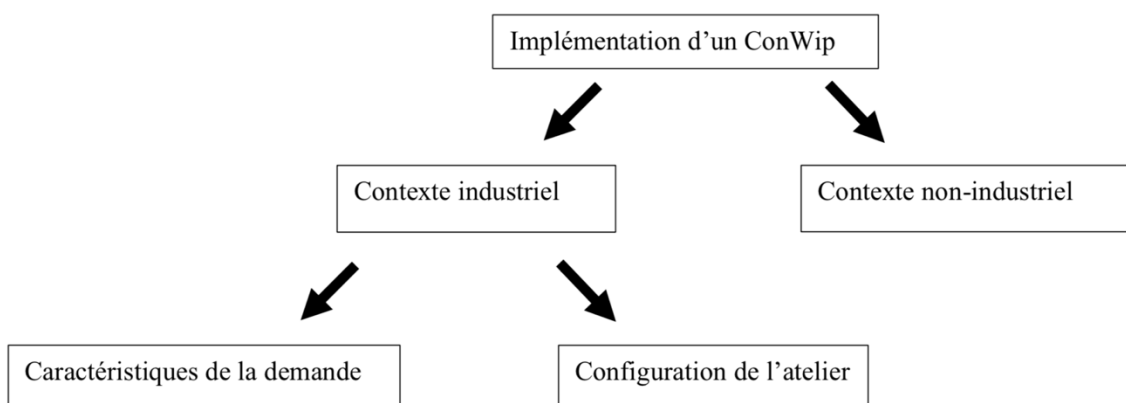 Implémentation d’un ConWip
Contexte industriel
Contexte non-industriel
Caractéristiques de la demande
Configuration de l’atelier